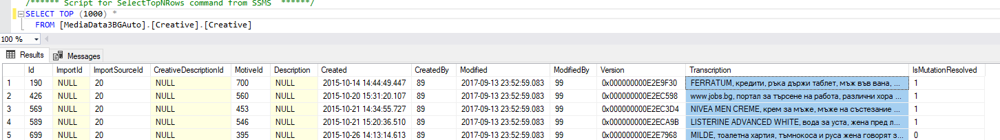 /****** Script for SelectTopNRows command from SSMS ******/
SELECT TOP (1000) *
FROM [MediaData3BGAuto].[Creative].[Creative]
100 %
Results Messages
Id ImportId ImportSourceId CreativeDescriptionId MotiveId Description Created CreatedBy Modified ModifiedBy Version Transcription IsMutationResolved
1 190 NULL 20 NULL 700 NULL 2015-10-14 14:44:49.447 89 2017-09-13 23:52:59.083 99 0x000000000E2E9F30 FERRATUM, кредити, ръка държи таблет, мъж във вана, ... 1
2 426 NULL 20 NULL 560 NULL 2015-10-20 15:31:20.107 89 2017-09-13 23:52:59.083 99 0x000000000E2EC598 www.jobs.bg, портал за търсене на работа, различни хора ... 1
3 569 NULL 20 NULL 453 NULL 2015-10-21 14:34:55.727 89 2017-09-13 23:52:59.083 99 0x000000000E2EC3D4 NIVEA MEN CREME, крем за мъже, мъже на състезание ... 1
4 589 NULL 20 NULL 546 NULL 2015-10-21 15:20:36.510 89 2017-09-13 23:52:59.083 99 0x000000000E2ECA9B LISTERINE ADVANCED WHITE, вода за уста, жена пред л... 1
5 699 NULL 20 NULL 395 NULL 2015-10-26 14:13:14.613 89 2017-09-13 23:52:59.083 99 0x000000000E2E7968 MILDE, тоалетна хартия, тъмнокоса и руса жена говорят з... 0